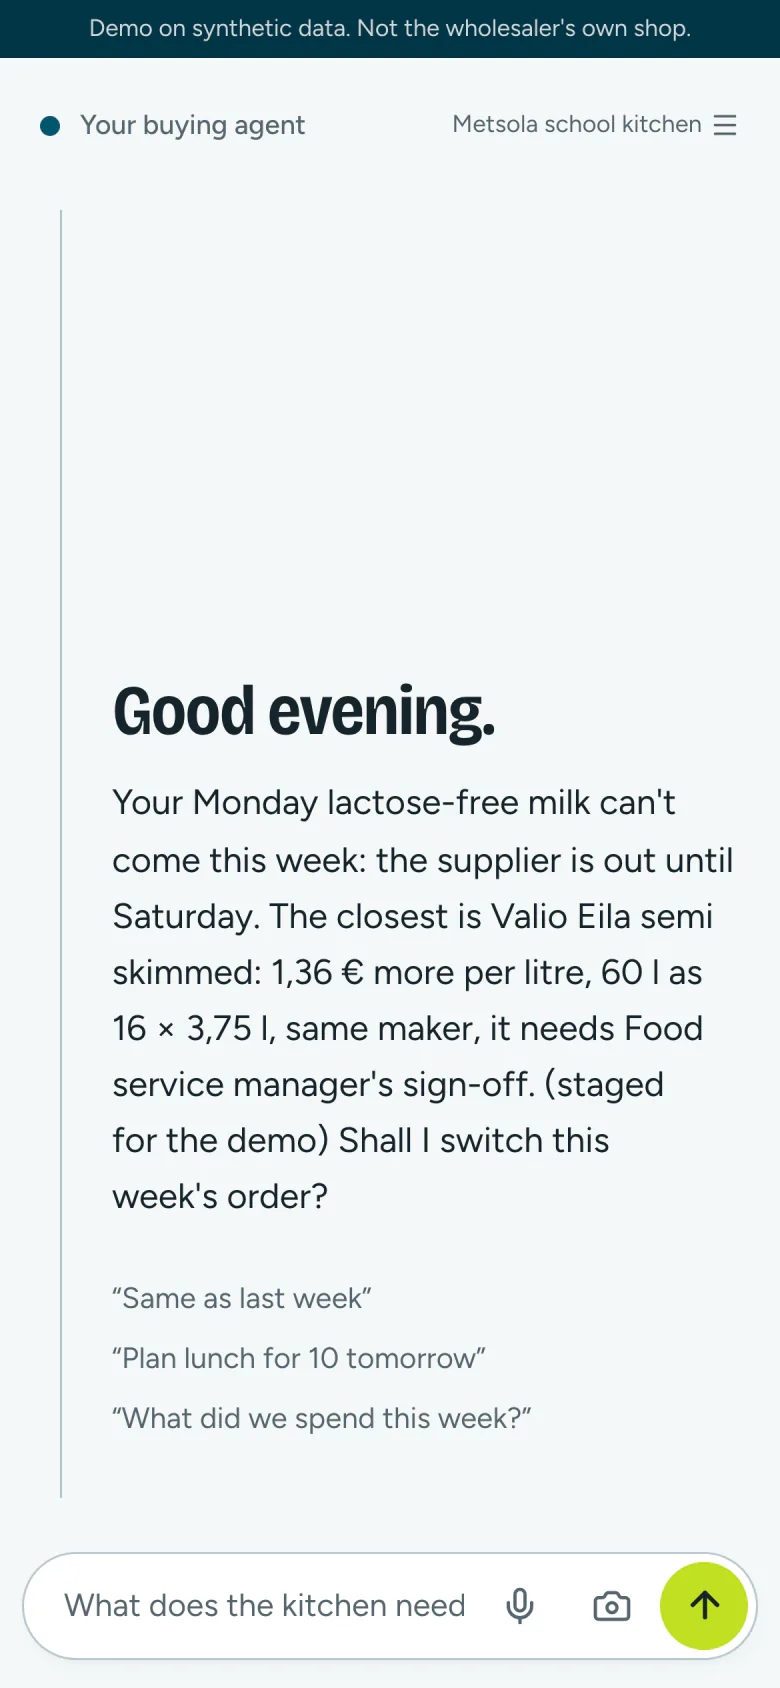 Demo on synthetic data. Not the wholesaler's own shop.
Your buying agent
Metsola school kitchen
Good evening.
Your Monday lactose-free milk can't
come this week: the supplier is out until
Saturday. The closest is Valio Eila semi
skimmed: 1,36 € more per litre, 60 l as
16 × 3,75 l, same maker, it needs Food
service manager's sign-off. (staged
for the demo) Shall I switch this
week's order?
“Same as last week”
“Plan lunch for 10 tomorrow”
“What did we spend this week?”
What does the kitchen need